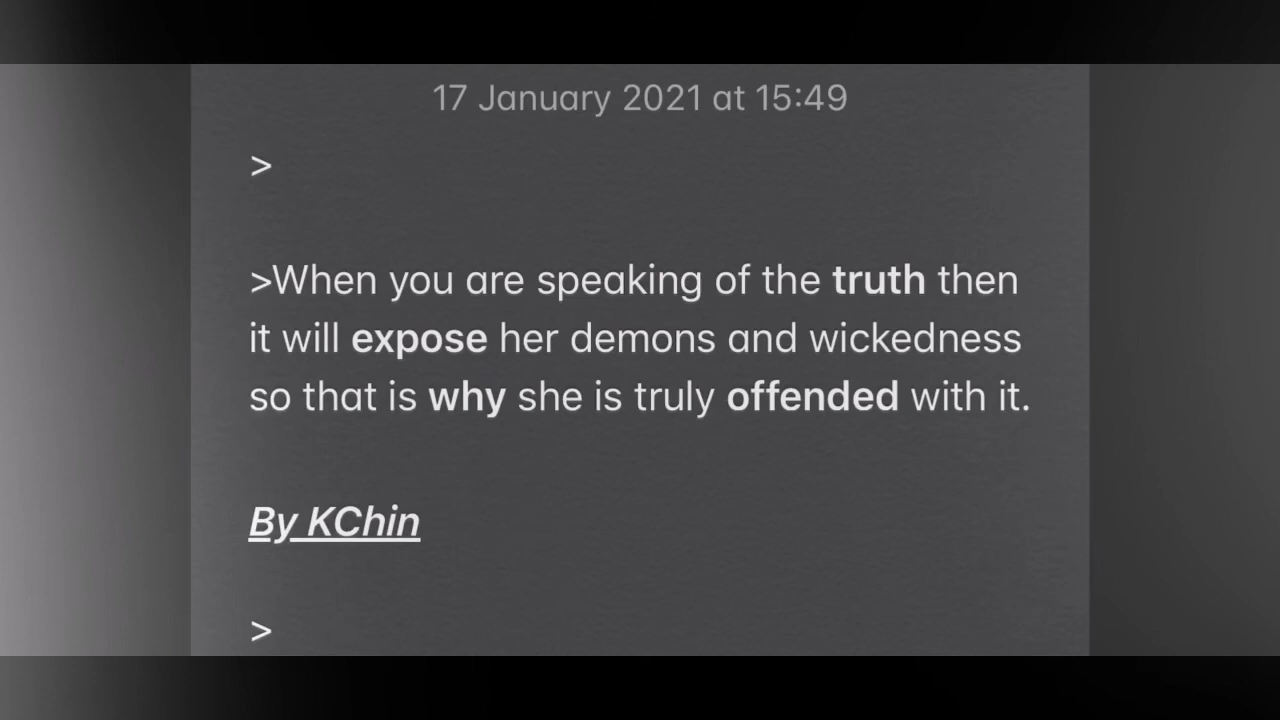 17 January 2021 at 15:49
>
>When you are speaking of the truth then
it will expose her demons and wickedness
so that is why she is truly offended with it.
By KChin
>